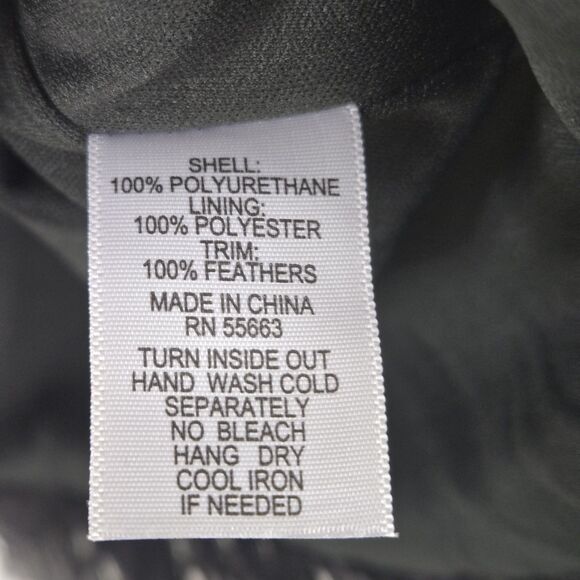 SHELL:
100% POLYURETHANE
LINING:
100% POLYESTER
TRIM:
100% FEATHERS
MADE IN CHINA
RN 55663
TURN INSIDE OUT
HAND WASH COLD
SEPARATELY
NO BLEACH
HANG DRY
COOL IRON
IF NEEDED